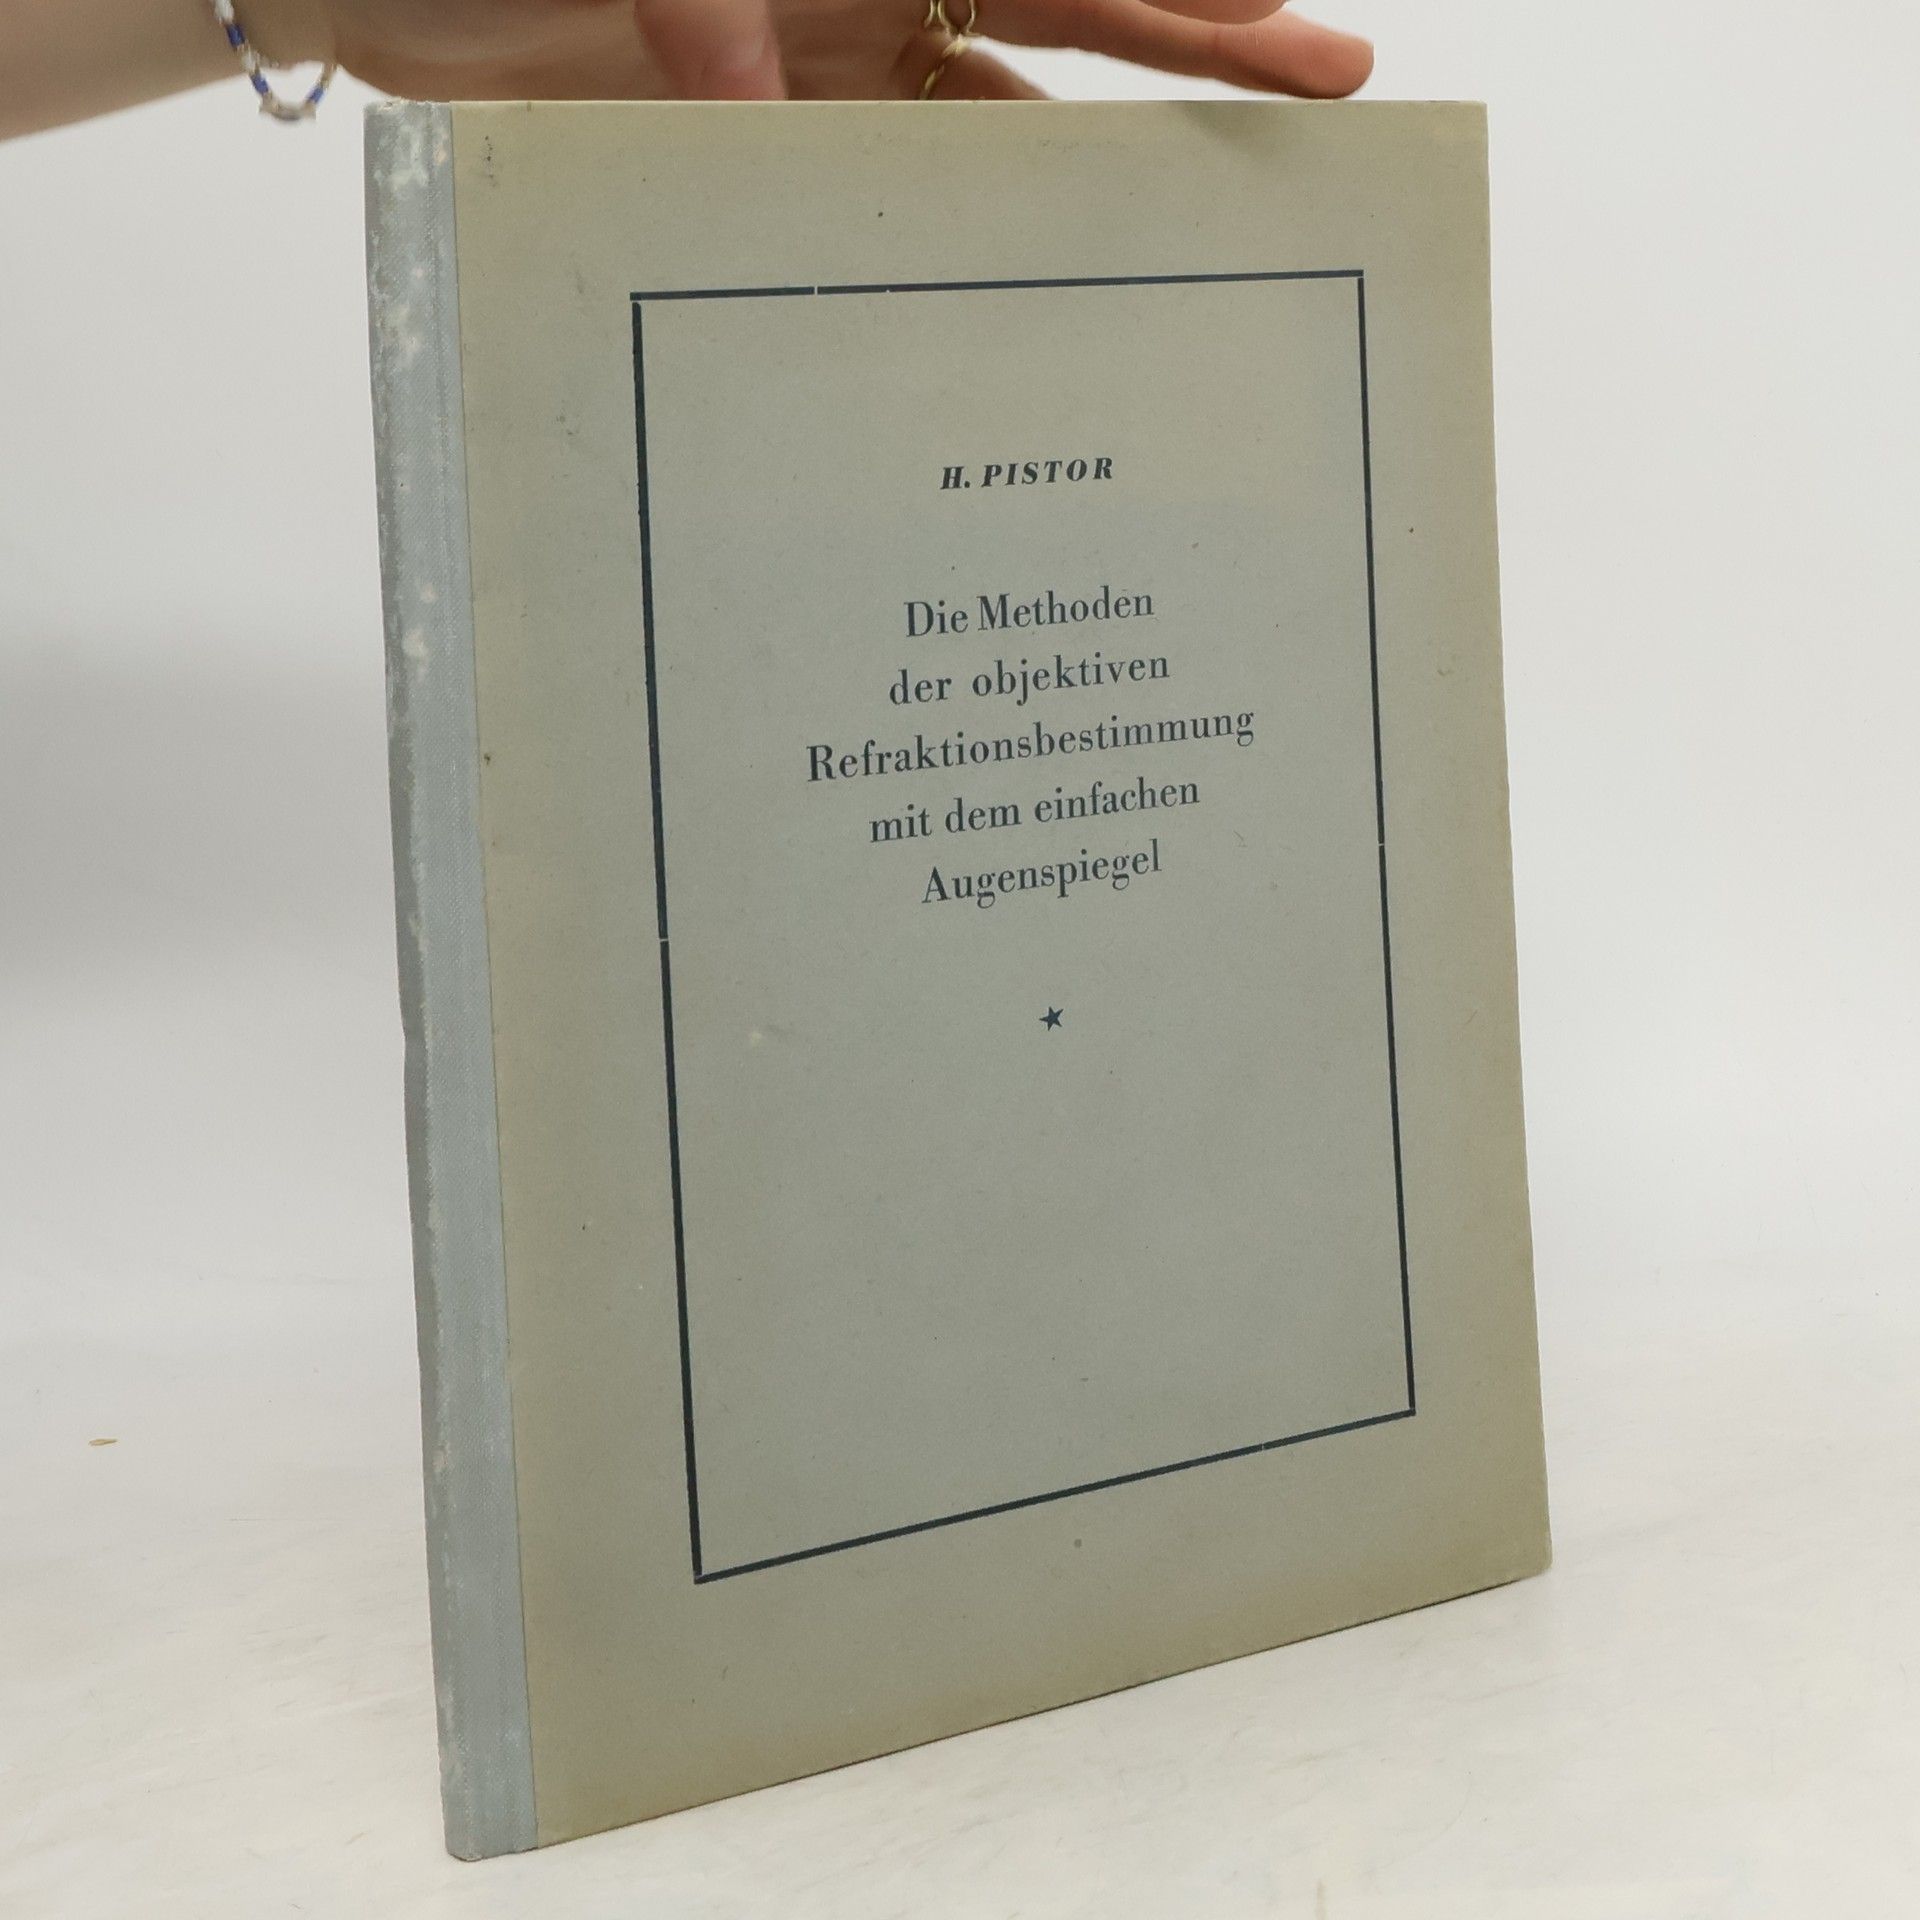 H. PISTOR
Die Methoden
der objektiven
Refraktionsbestimmung
mit dem einfachen
Augenspiegel